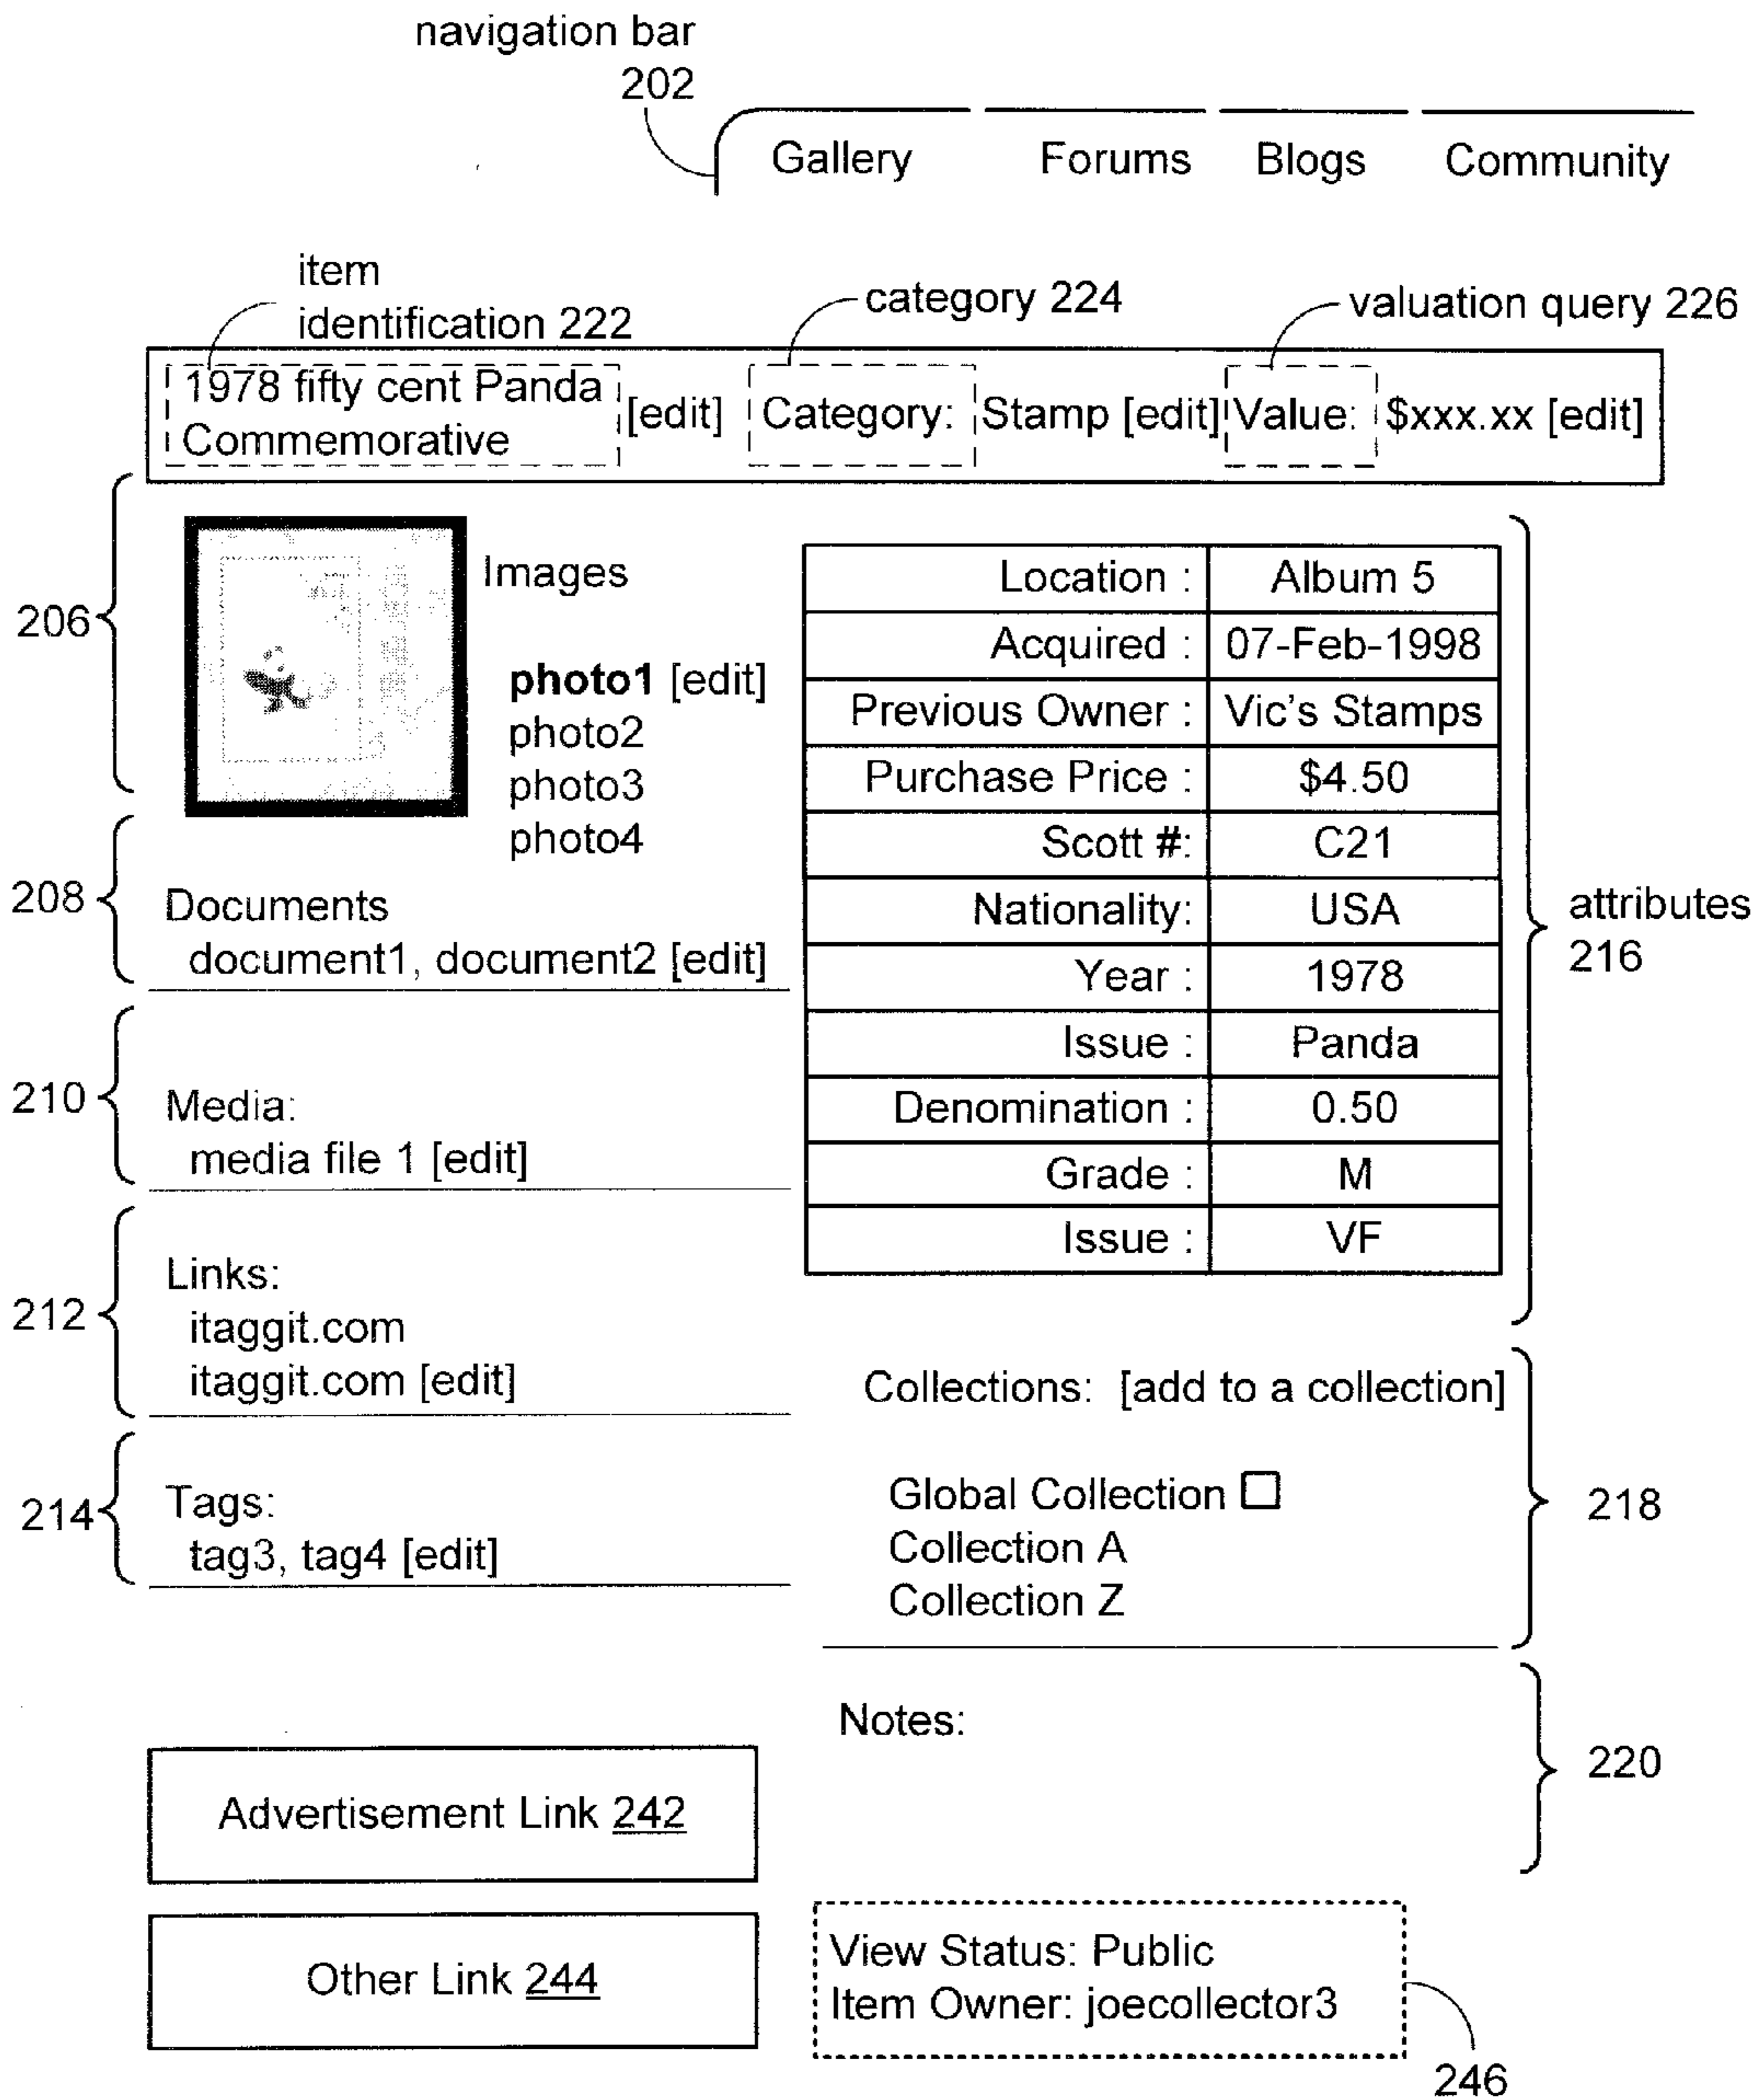 navigation bar
202
Gallery Forums Blogs Community
item
identification 222
category 224
valuation query 226
1978 fifty cent Panda
Commemorative
[edit] Category: Stamp [edit] Value: $xxx.xx [edit]
206
Images
photo1 [edit]
photo2
photo3
photo4
208
Documents
document1, document2 [edit]
210
Media:
media file 1 [edit]
212
Links:
itaggit.com
itaggit.com [edit]
214
Tags:
tag3, tag4 [edit]
Location : Album 5
Acquired : 07-Feb-1998
Previous Owner : Vic's Stamps
Purchase Price : $4.50
Scott #: C21
Nationality: USA
Year : 1978
Issue : Panda
Denomination : 0.50
Grade : M
Issue : VF
attributes
216
Collections: [add to a collection]
Global Collection
Collection A
Collection Z
218
Notes:
220
Advertisement Link 242
Other Link 244
View Status: Public
Item Owner: joecollector3
246